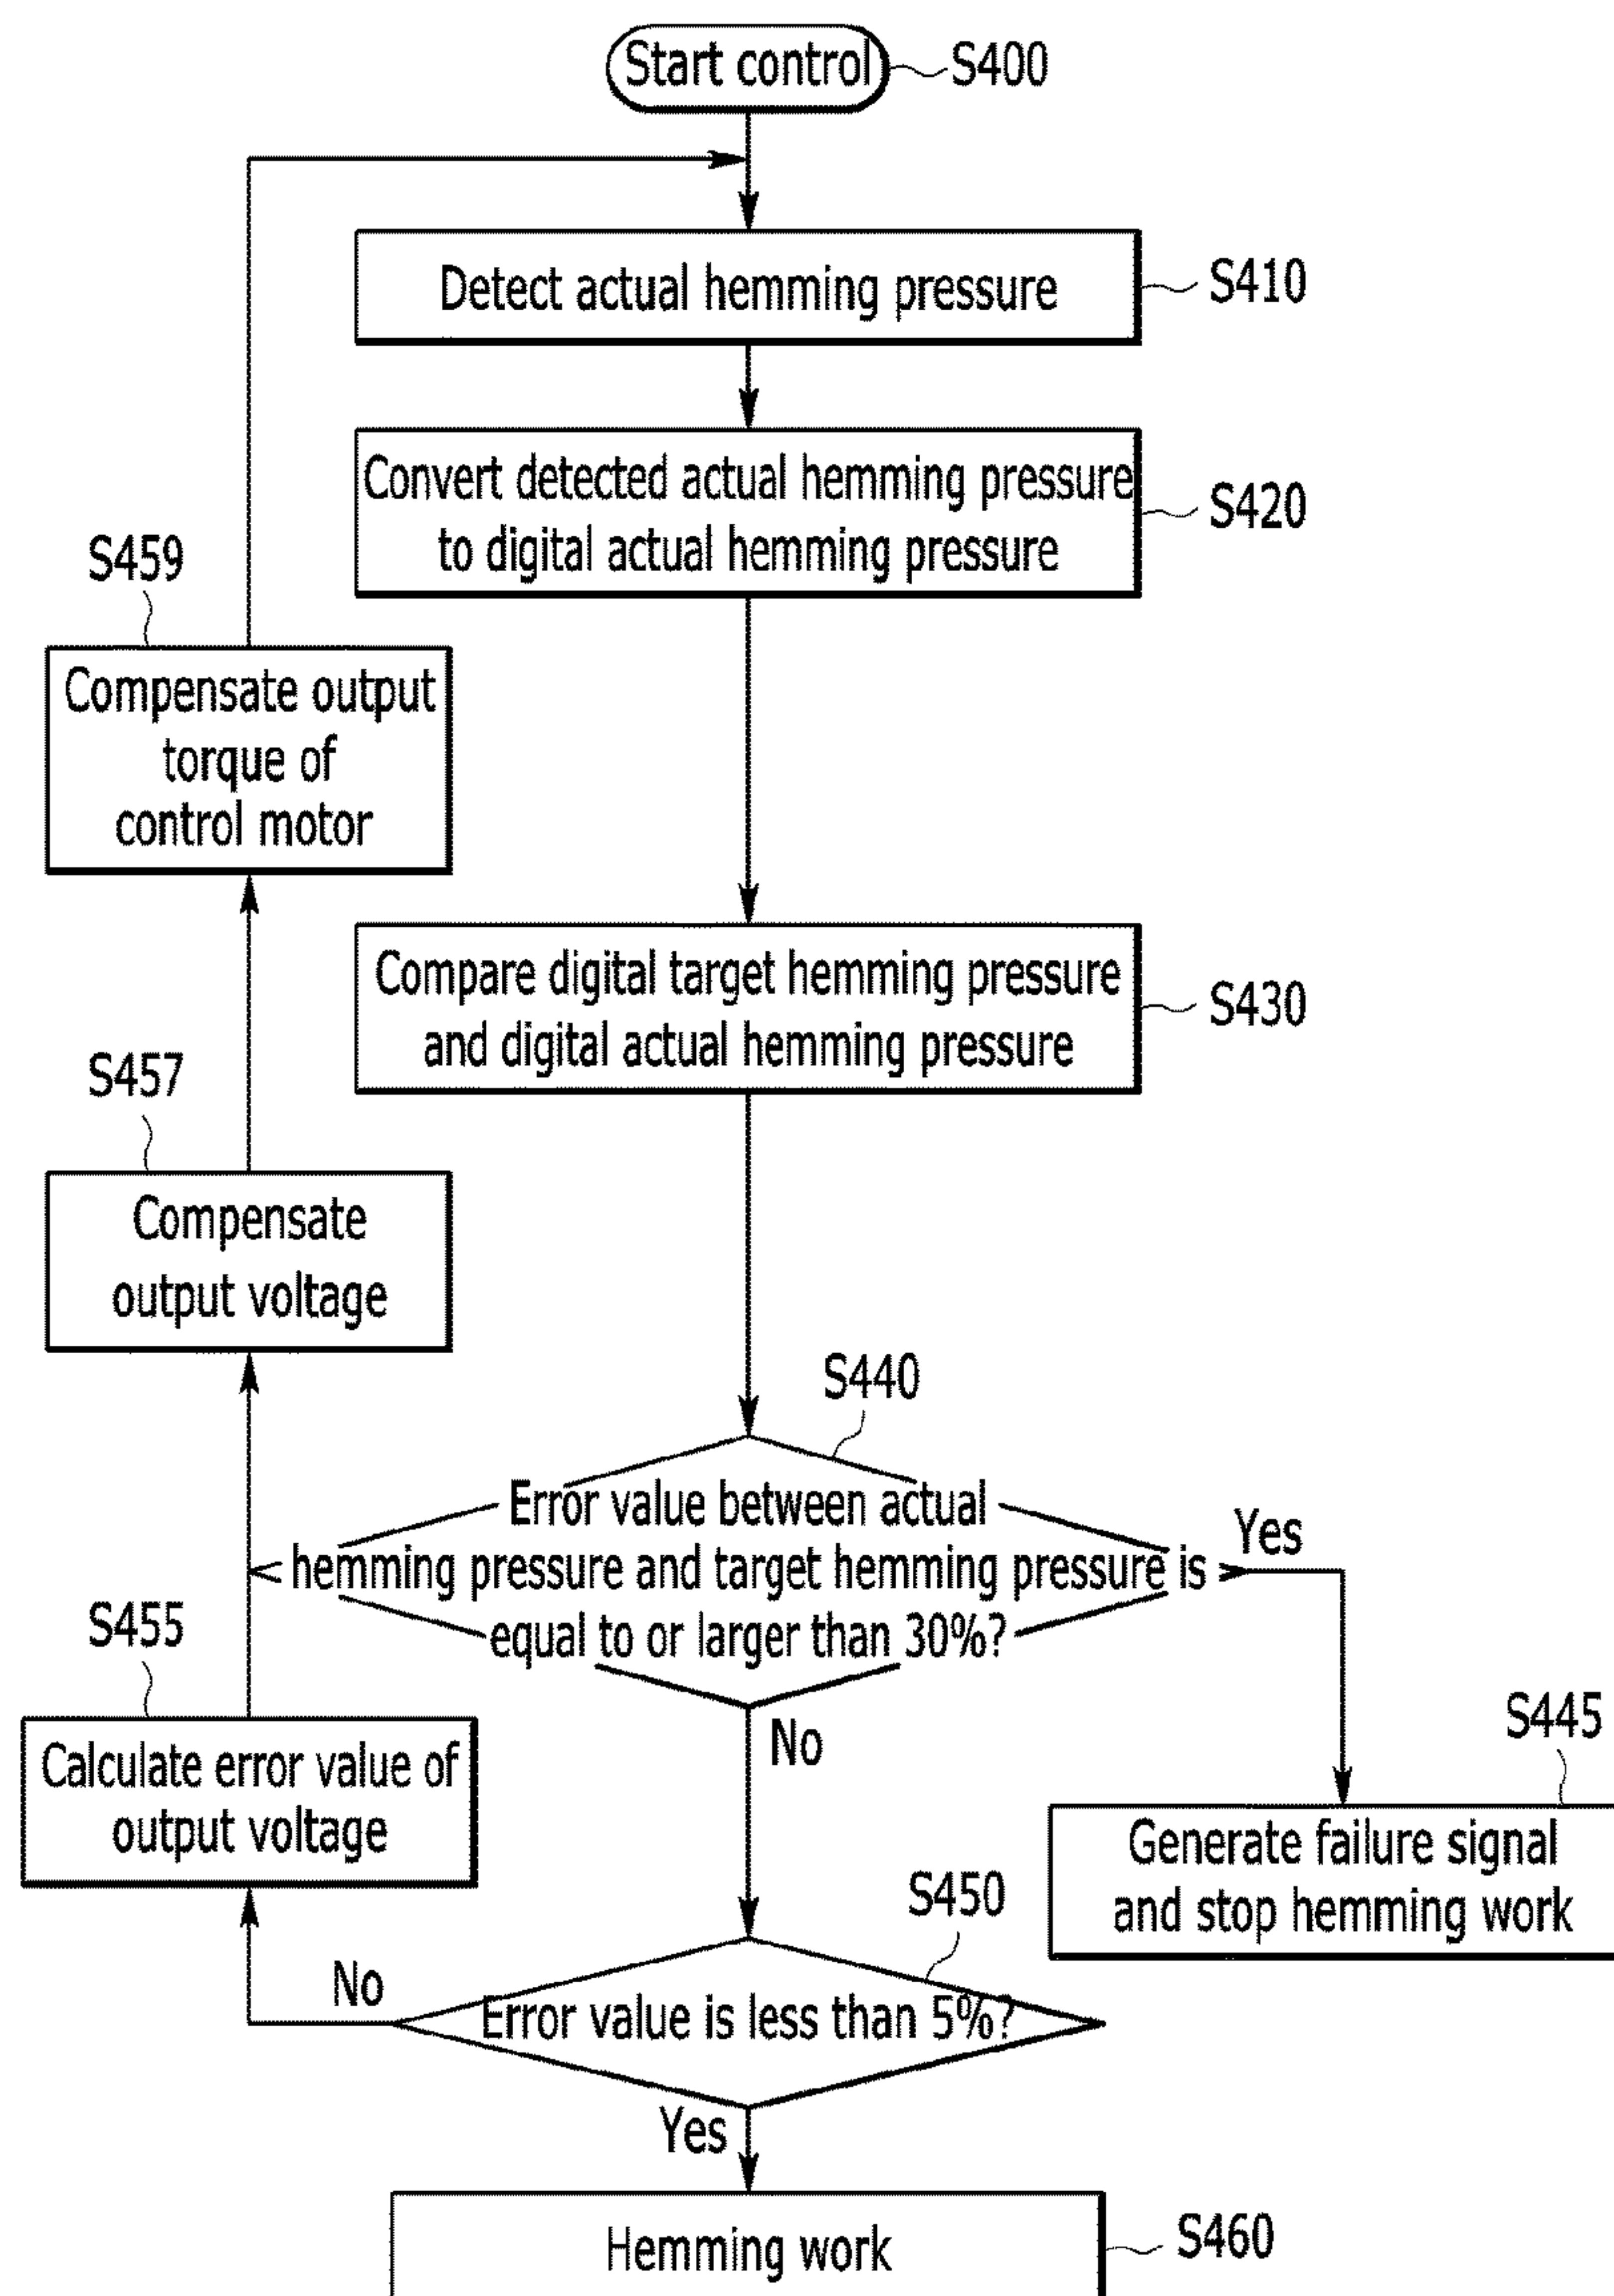 Start control
S400
Detect actual hemming pressure
S410
Convert detected actual hemming pressure
to digital actual hemming pressure
S420
S459
Compensate output
torque of
control motor
Compare digital target hemming pressure
and digital actual hemming pressure
S430
S457
Compensate
output voltage
S440
Error value between actual
hemming pressure and target hemming pressure is
equal to or larger than 30%?
Yes
No
S455
Calculate error value of
output voltage
S445
Generate failure signal
and stop hemming work
S450
Error value is less than 5%?
No
Yes
Hemming work
S460